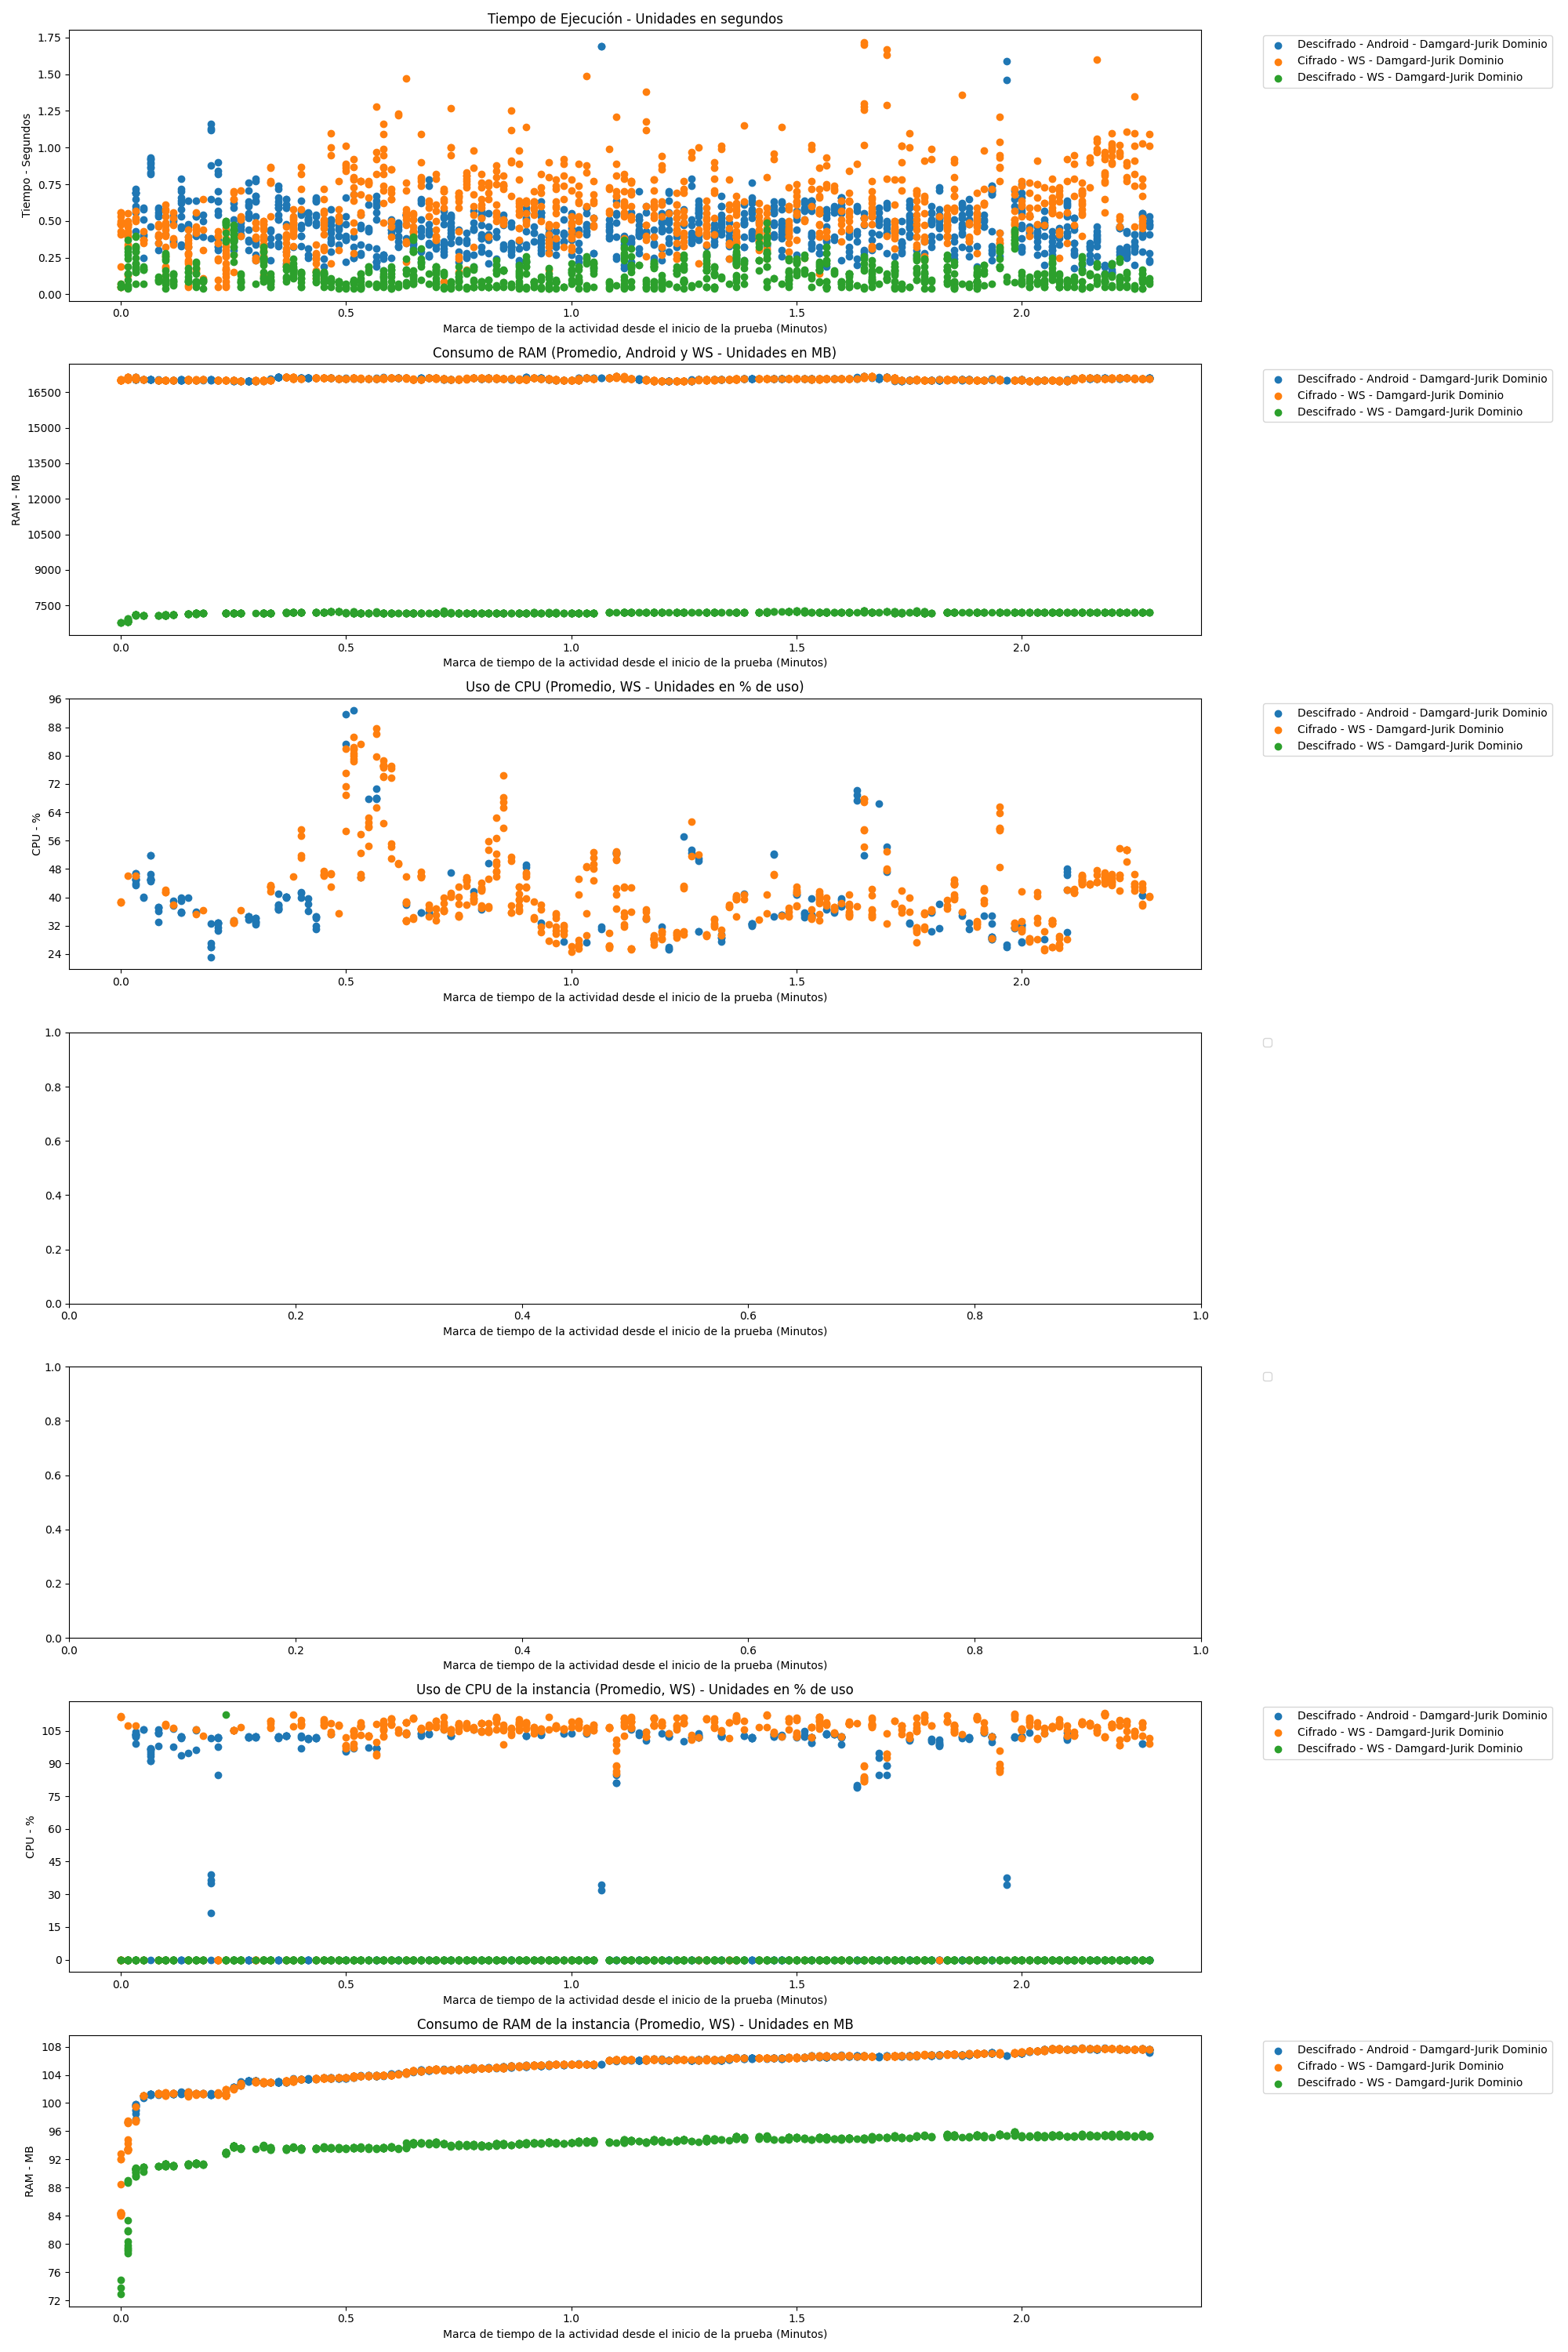 Tiempo de Ejecución - Unidades en segundos
1.75
1.50
1.25
1.00
0.75
0.50
0.25
0.00
Tiempo - Segundos
0.0 0.5 1.0 1.5 2.0
Marca de tiempo de la actividad desde el inicio de la prueba (Minutos)
Descifrado - Android - Damgard-Jurik Dominio
Cifrado - WS - Damgard-Jurik Dominio
Descifrado - WS - Damgard-Jurik Dominio
Consumo de RAM (Promedio, Android y WS - Unidades en MB)
16500
15000
13500
12000
10500
9000
7500
RAM - MB
0.0 0.5 1.0 1.5 2.0
Marca de tiempo de la actividad desde el inicio de la prueba (Minutos)
Descifrado - Android - Damgard-Jurik Dominio
Cifrado - WS - Damgard-Jurik Dominio
Descifrado - WS - Damgard-Jurik Dominio
Uso de CPU (Promedio, WS - Unidades en % de uso)
96
88
80
72
64
56
48
40
32
24
CPU - %
0.0 0.5 1.0 1.5 2.0
Marca de tiempo de la actividad desde el inicio de la prueba (Minutos)
Descifrado - Android - Damgard-Jurik Dominio
Cifrado - WS - Damgard-Jurik Dominio
Descifrado - WS - Damgard-Jurik Dominio
1.0
0.8
0.6
0.4
0.2
0.0
0.0 0.2 0.4 0.6 0.8 1.0
Marca de tiempo de la actividad desde el inicio de la prueba (Minutos)
1.0
0.8
0.6
0.4
0.2
0.0
0.0 0.2 0.4 0.6 0.8 1.0
Marca de tiempo de la actividad desde el inicio de la prueba (Minutos)
Uso de CPU de la instancia (Promedio, WS) - Unidades en % de uso
105
90
75
60
45
30
15
0
CPU - %
0.0 0.5 1.0 1.5 2.0
Marca de tiempo de la actividad desde el inicio de la prueba (Minutos)
Descifrado - Android - Damgard-Jurik Dominio
Cifrado - WS - Damgard-Jurik Dominio
Descifrado - WS - Damgard-Jurik Dominio
Consumo de RAM de la instancia (Promedio, WS) - Unidades en MB
108
104
100
96
92
88
84
80
76
72
RAM - MB
0.0 0.5 1.0 1.5 2.0
Marca de tiempo de la actividad desde el inicio de la prueba (Minutos)
Descifrado - Android - Damgard-Jurik Dominio
Cifrado - WS - Damgard-Jurik Dominio
Descifrado - WS - Damgard-Jurik Dominio